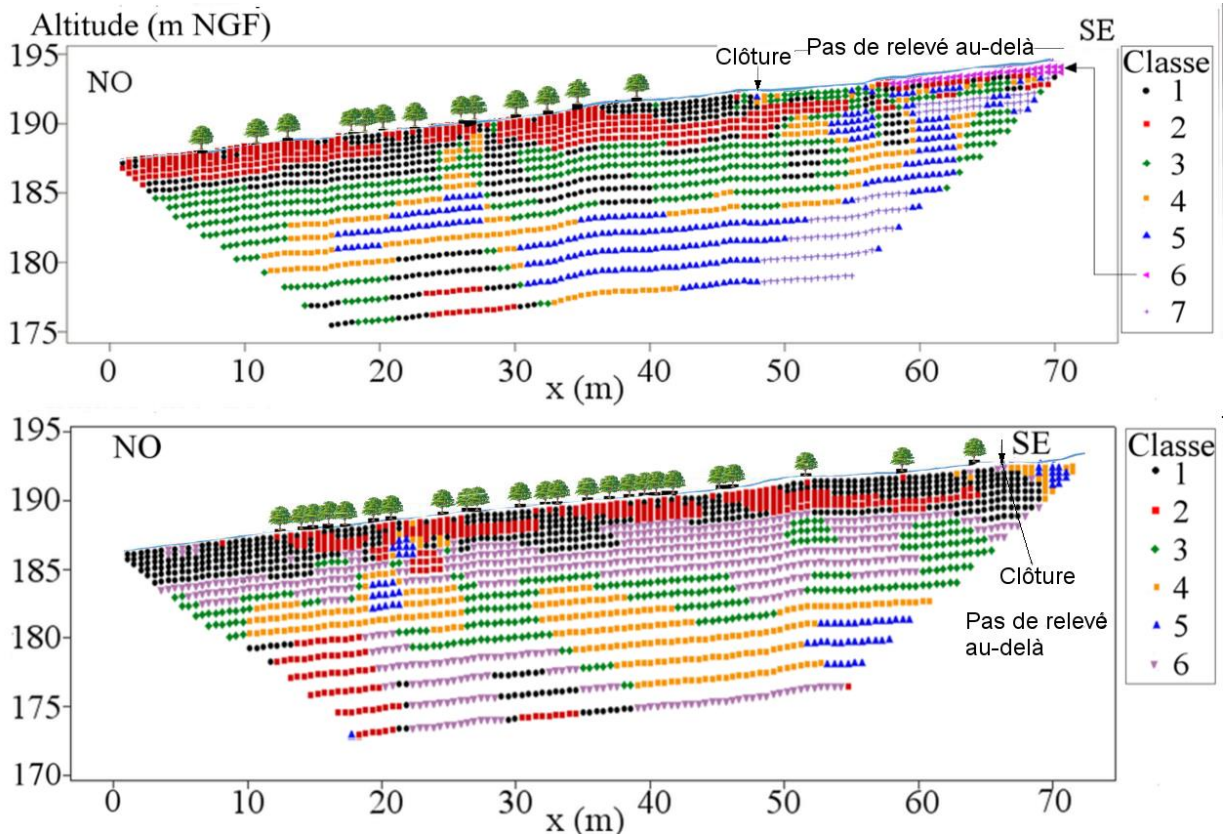 Altitude (m NGF)
195
190
185
180
175
NO
Clôture
Pas de relevé au-delà
SE
Classe
1
2
3
4
5
6
7
0 10 20 30 40 50 60 70
x (m)
195
190
185
180
175
170
NO
SE
Clôture
Pas de relevé
au-delà
Classe
1
2
3
4
5
6
0 10 20 30 40 50 60 70
x (m)